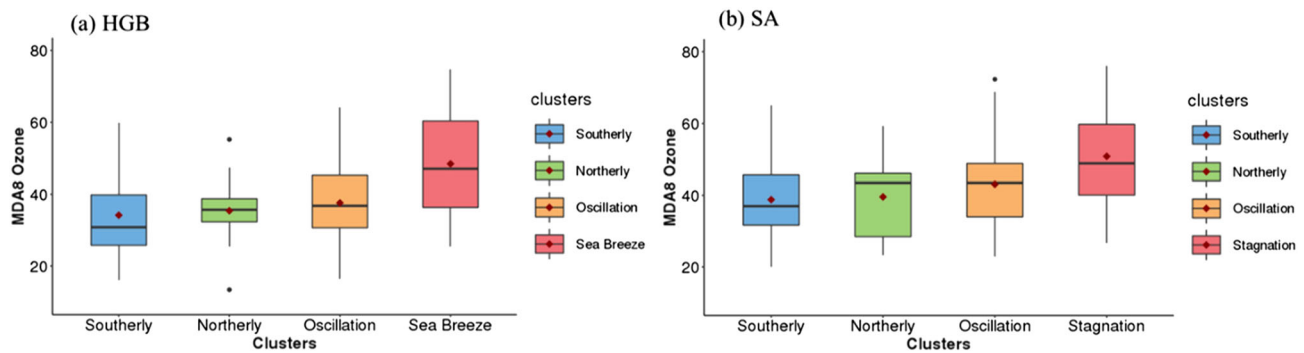 (a) HGB
MDA8 Ozone
80
60
40
20
Southerly Northerly Oscillation Sea Breeze
Clusters
clusters
Southerly
Northerly
Oscillation
Sea Breeze
(b) SA
MDA8 Ozone
80
60
40
20
Southerly Northerly Oscillation Stagnation
Clusters
clusters
Southerly
Northerly
Oscillation
Stagnation